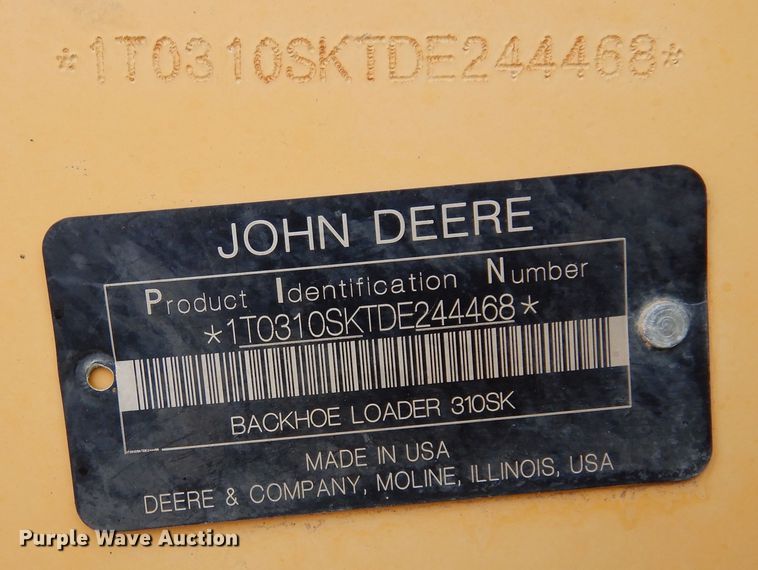 *1T0310SKTDE244468*
JOHN DEERE
Product Identification Number
*1T0310SKTDE244468*
BACKHOE LOADER 310SK
MADE IN USA
DEERE & COMPANY, MOLINE, ILLINOIS, USA
Purple Wave Auction